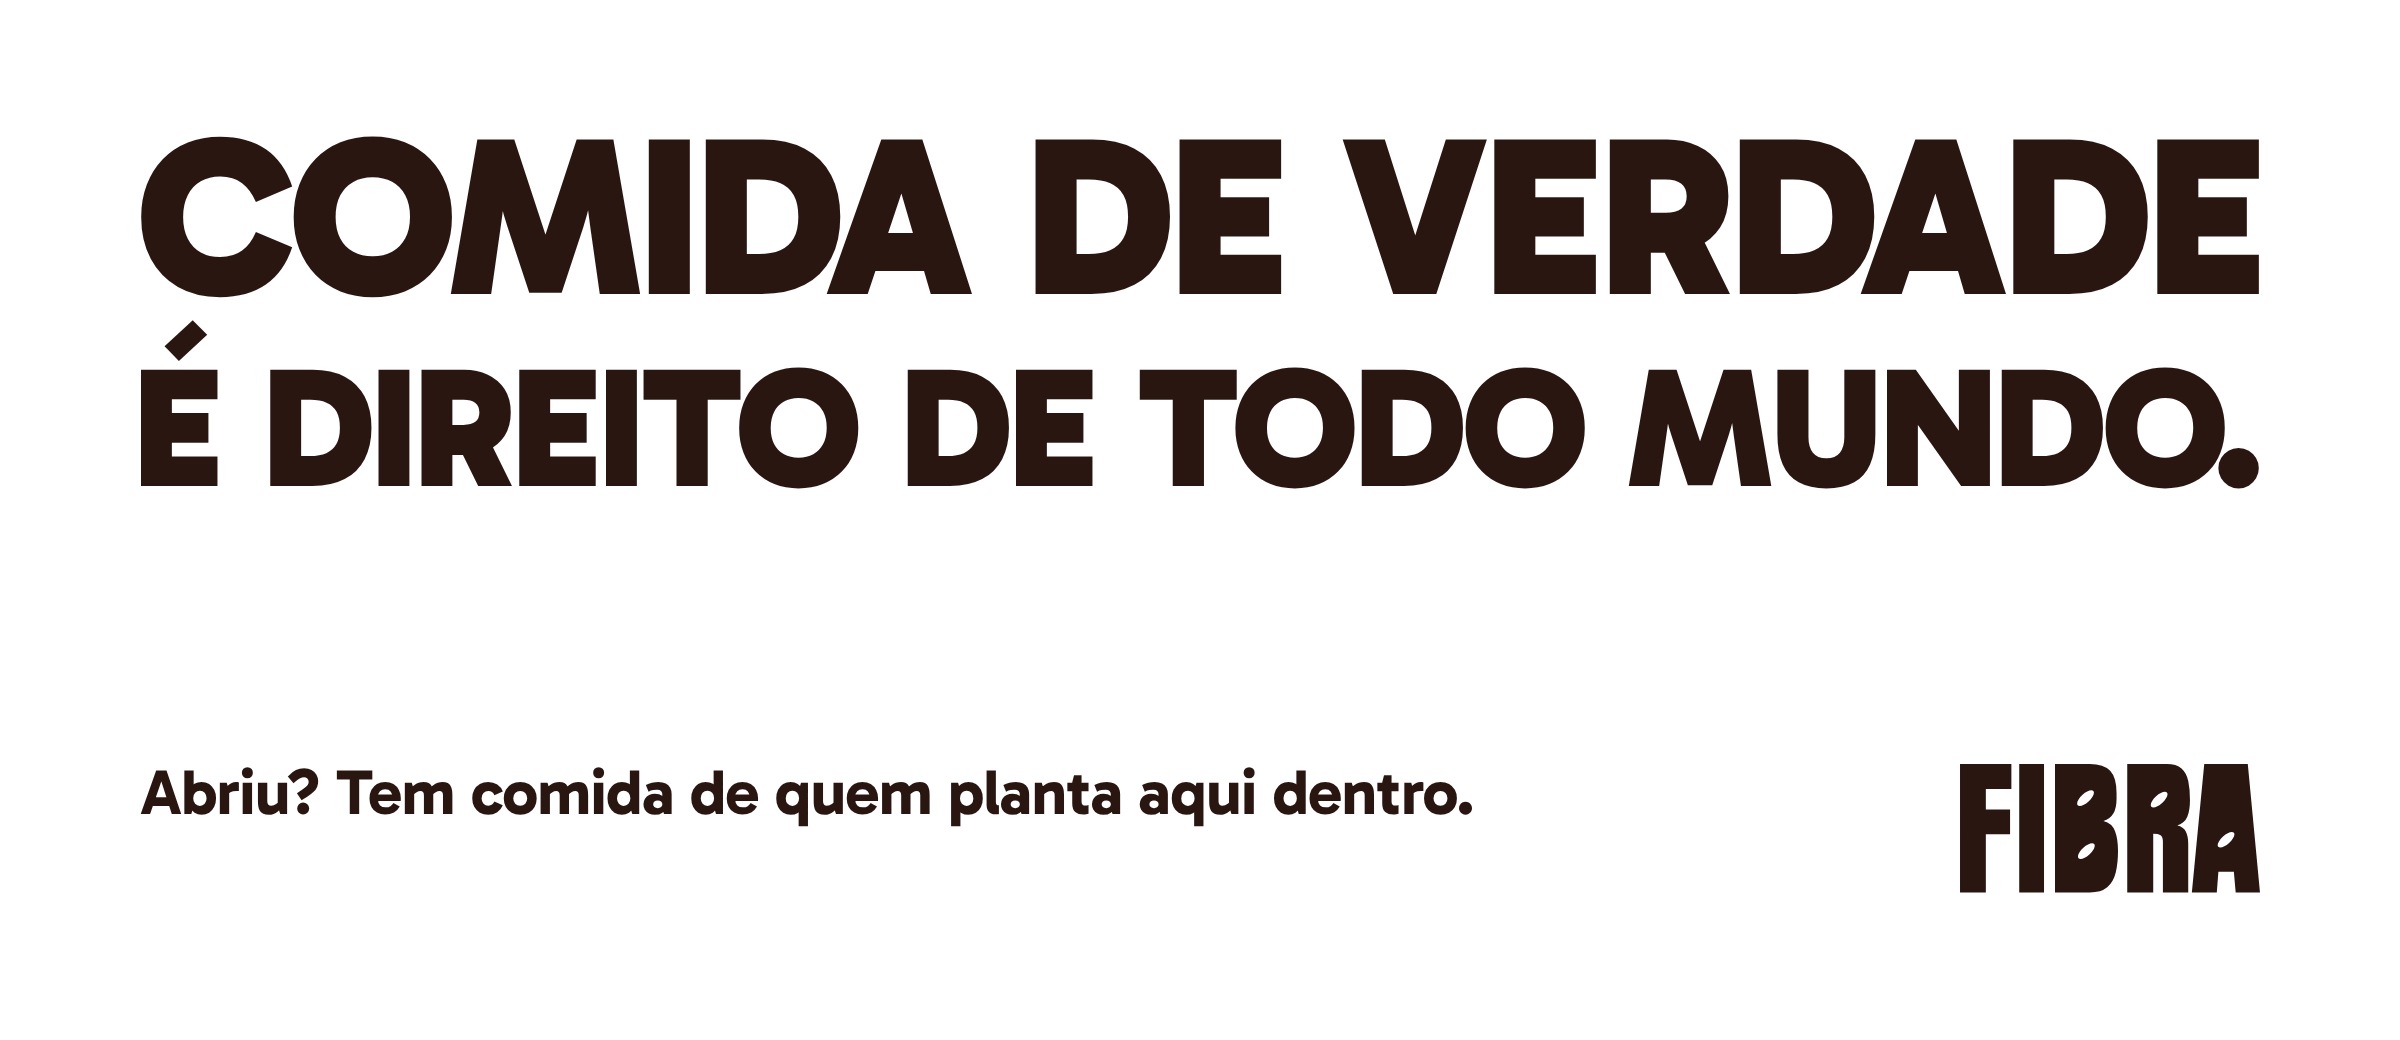 COMIDA DE VERDADE
É DIREITO DE TODO MUNDO.
Abriu? Tem comida de quem planta aqui dentro.
FIBRA